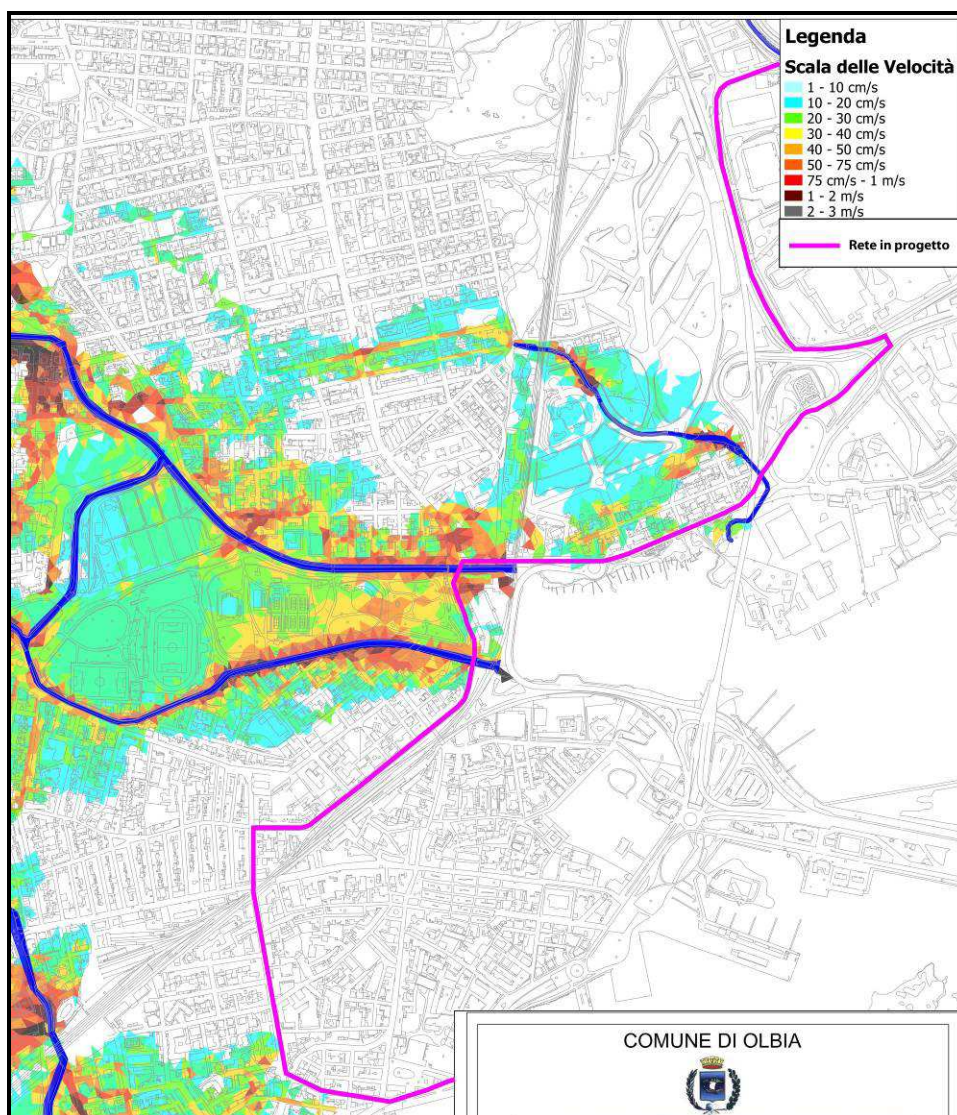 Legenda
Scala delle Velocità
1 - 10 cm/s
10 - 20 cm/s
20 - 30 cm/s
30 - 40 cm/s
40 - 50 cm/s
50 - 75 cm/s
75 cm/s - 1 m/s
1 - 2 m/s
2 - 3 m/s
Rete in progetto
COMUNE DI OLBIA